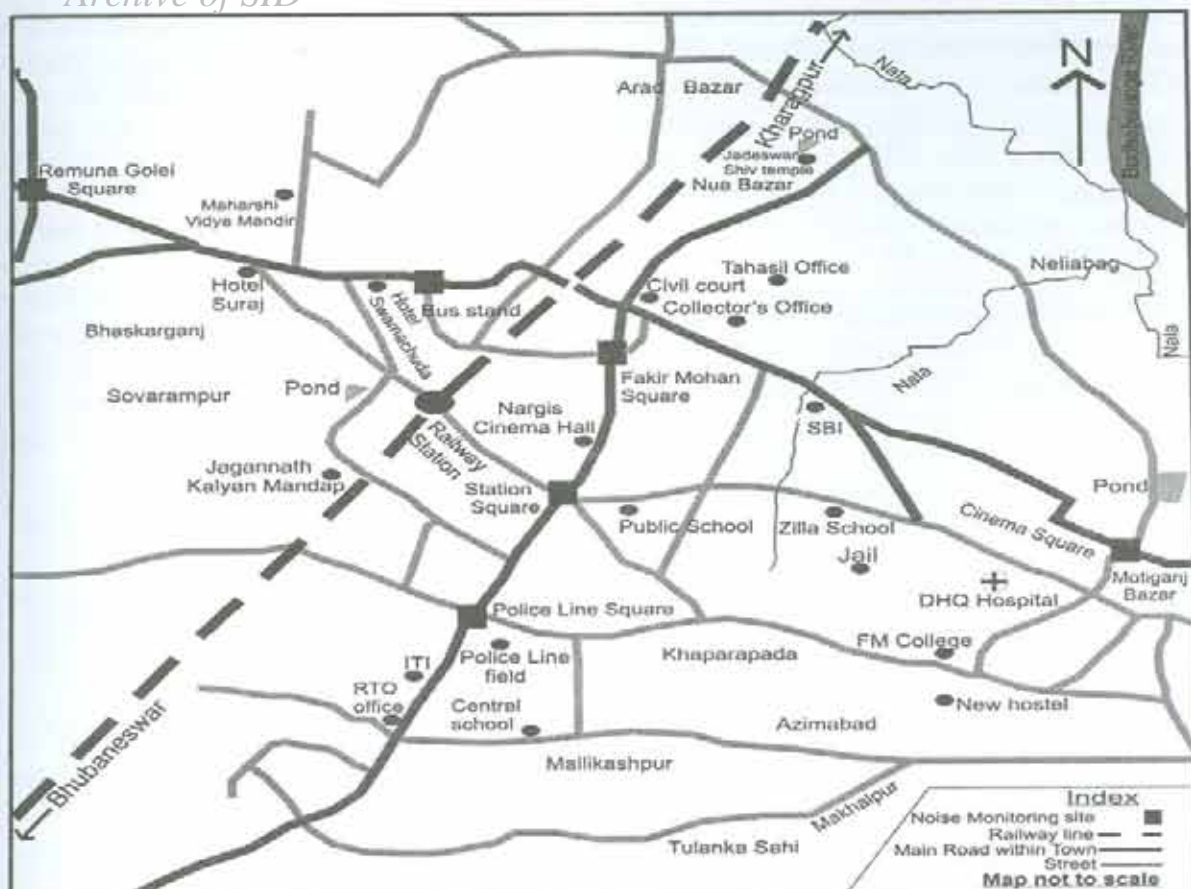 Archive of SID
N
Nala
Arad Bazar
Kharagpur
Pond
Jadeswar
Shiv temple
Nua Bazar
Remuna Golei
Square
Maharshi
Vidya Mandir
Tahasil Office
Neliabag
Hotel
Suraj
Hotel
Swarnachuda
Bus stand
Civil court
Collector's Office
Nala
Bhaskarganj
Nala
Fakir Mohan
Square
Sovarampur
Pond
Nargis
Cinema Hall
SBI
Railway
Station
Jagannath
Kalyan Mandap
Station
Square
Pond
Public School
Zilla School
Cinema Square
Jail
Motiganj
Bazar
DHQ Hospital
Police Line Square
FM College
Khaparapada
Police Line
field
ITI
RTO
office
Central
school
New hostel
Azimabad
Bhubaneswar
Mallikashpur
Makhalpur
Tulanka Sahi
Index
Noise Monitoring site
Railway line
Main Road within Town
Street
Map not to scale